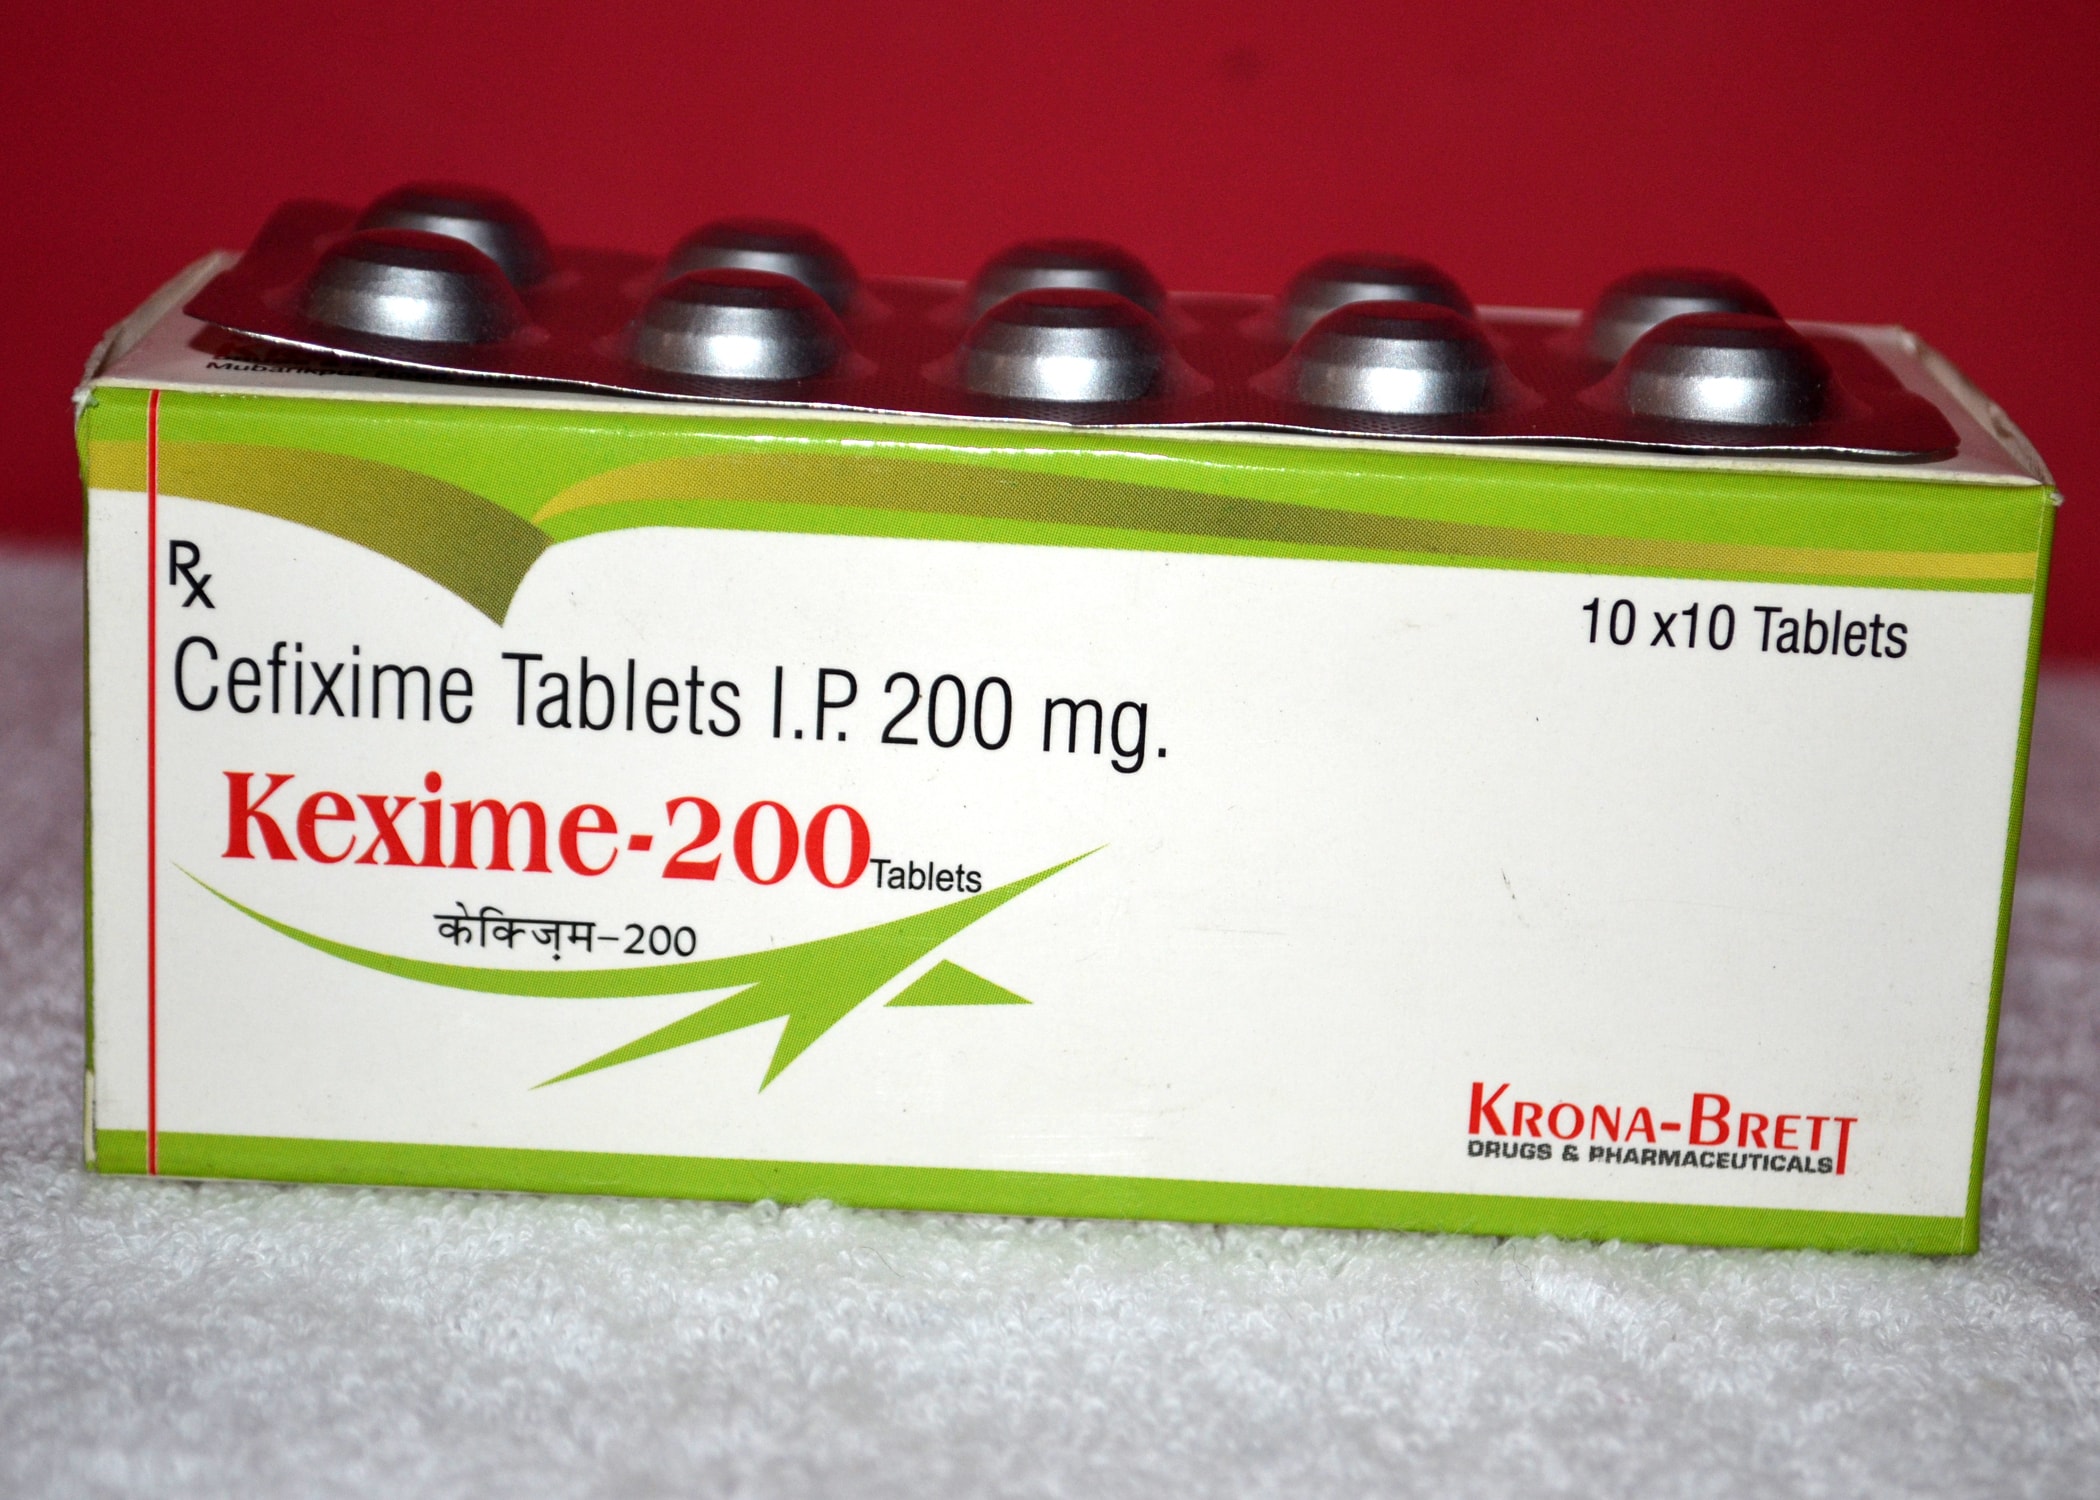 Rx
10 x10 Tablets
Cefixime Tablets I.P. 200 mg.
Kexime-200 Tablets
केक्ज़िम-200
KRONA-BRETT
DRUGS & PHARMACEUTICALS